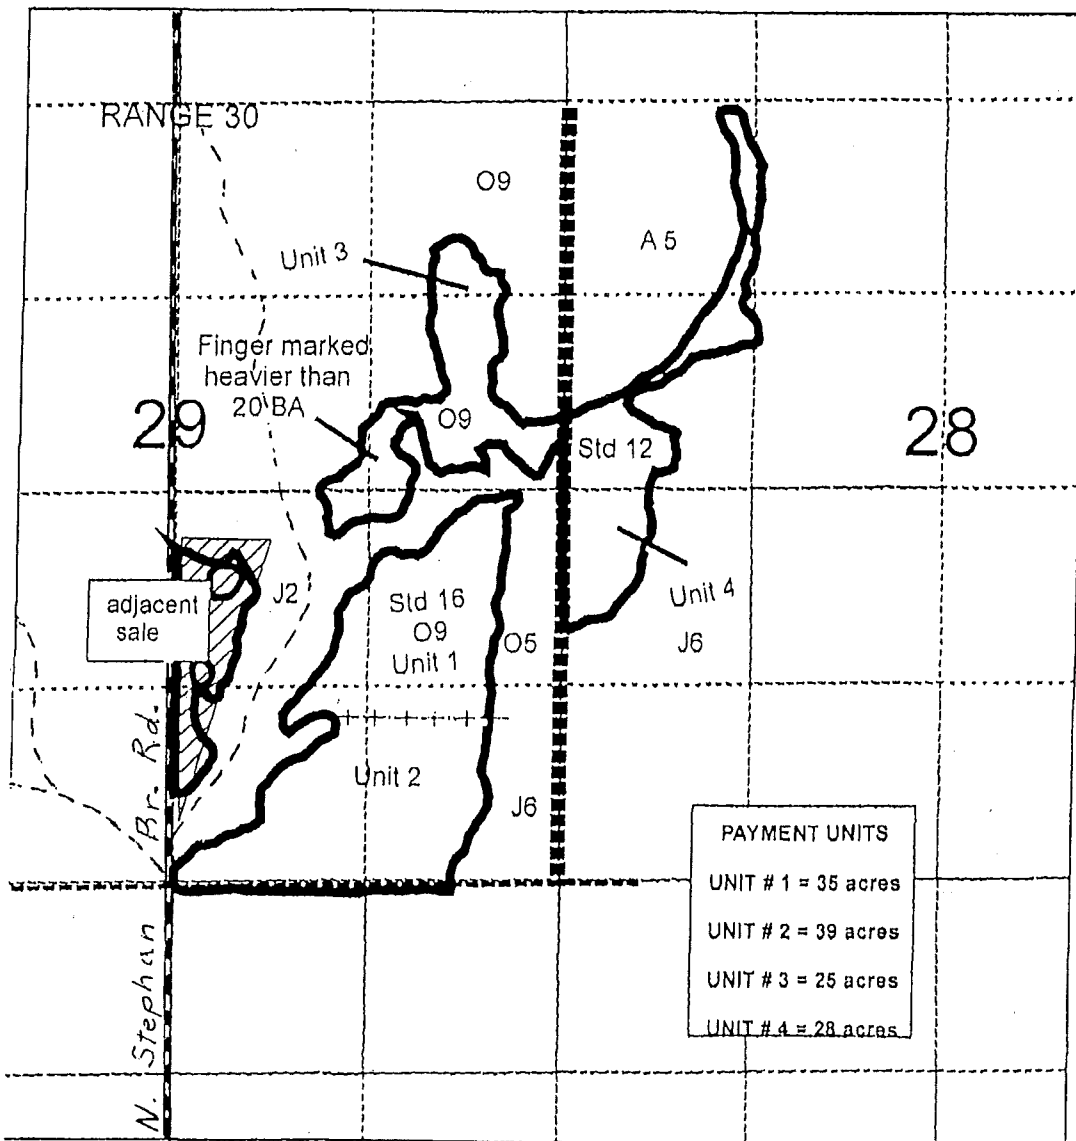 RANGE 30
O9
A 5
Unit 3
Finger marked
heavier than
20 BA
29
O9
Std 12
28
Unit 4
J6
adjacent
sale
J2
Std 16
O9
Unit 1
O5
Unit 2
J6
N. Stephan Br. Rd.
PAYMENT UNITS
UNIT # 1 = 35 acres
UNIT # 2 = 39 acres
UNIT # 3 = 25 acres
UNIT # 4 = 28 acres